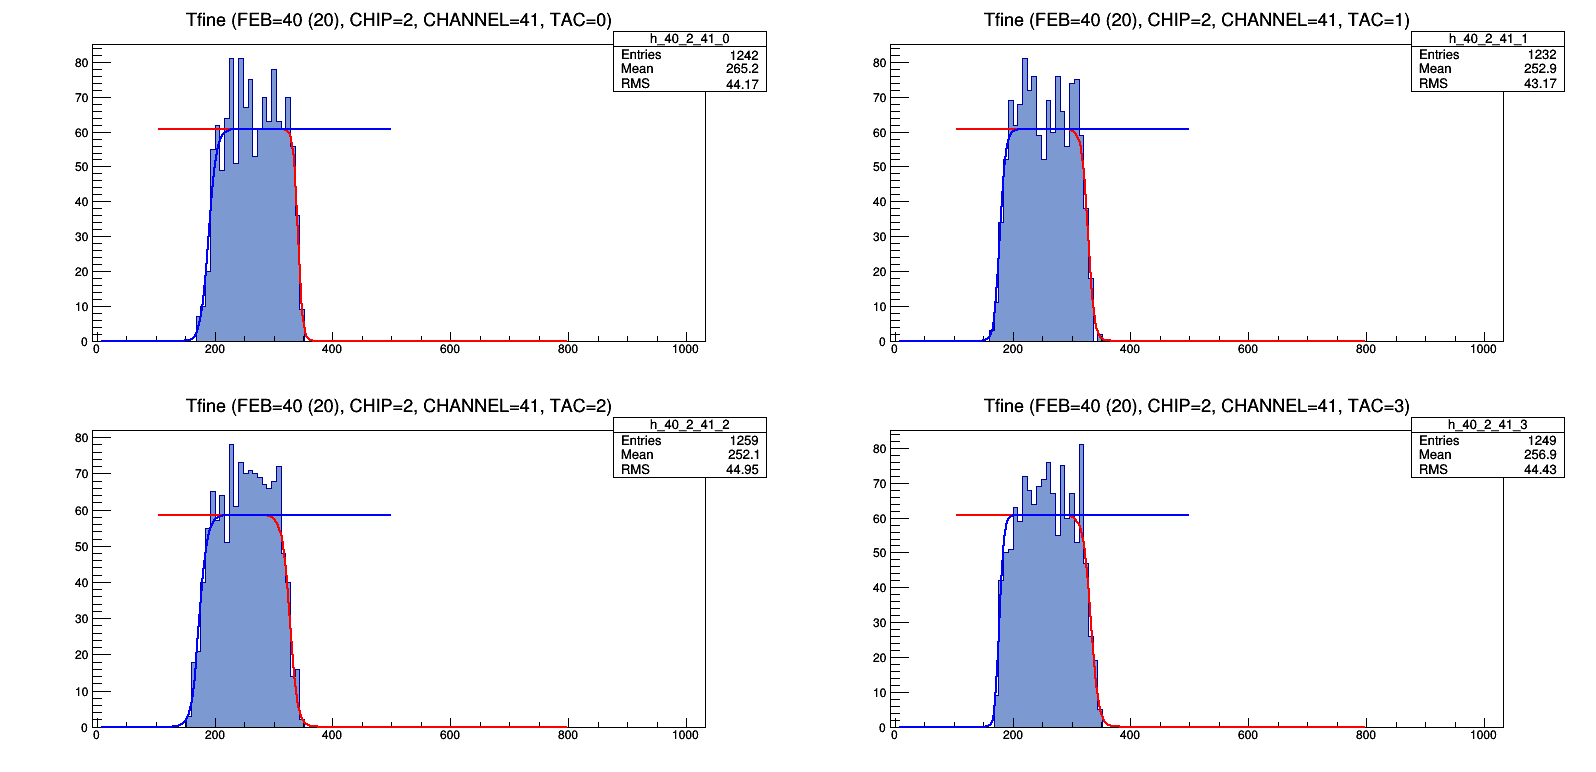 Tfine (FEB=40 (20), CHIP=2, CHANNEL=41, TAC=0)
h_40_2_41_0
Entries 1242
Mean 265.2
RMS 44.17
80
70
60
50
40
30
20
10
0
0 200 400 600 800 1000
Tfine (FEB=40 (20), CHIP=2, CHANNEL=41, TAC=1)
h_40_2_41_1
Entries 1232
Mean 252.9
RMS 43.17
80
70
60
50
40
30
20
10
0
0 200 400 600 800 1000
Tfine (FEB=40 (20), CHIP=2, CHANNEL=41, TAC=2)
h_40_2_41_2
Entries 1259
Mean 252.1
RMS 44.95
80
70
60
50
40
30
20
10
0
0 200 400 600 800 1000
Tfine (FEB=40 (20), CHIP=2, CHANNEL=41, TAC=3)
h_40_2_41_3
Entries 1249
Mean 256.9
RMS 44.43
80
70
60
50
40
30
20
10
0
0 200 400 600 800 1000